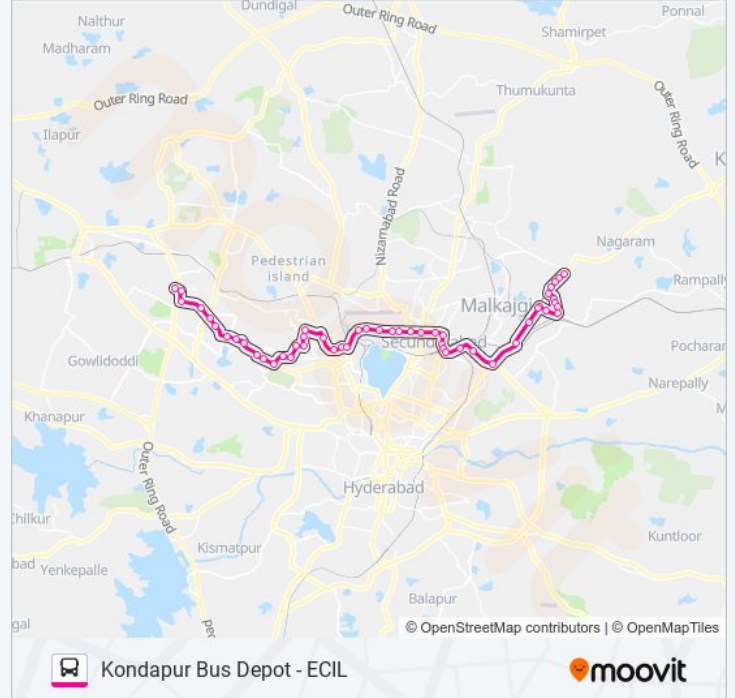 Dundigal
Ponnal
Nalthur
Outer Ring Road
Shamirpet
Madharam
Thumukunta
Outer Ring Road
Outer Ring Road
Ilapur
K
Nizamabad Road
Nagaram
Pedestrian
island
Rampally
Malkajgi
Secunderabad
Pocharar
Gowlidoddi
Narepally
Khanapur
M
Outer Ring Road
Hyderabad
Chilkur
Kismatpur
Kuntloor
bad
Yenkepalle
Balapur
gal
© OpenStreetMap contributors | © OpenMapTiles
Kondapur Bus Depot - ECIL
moovit